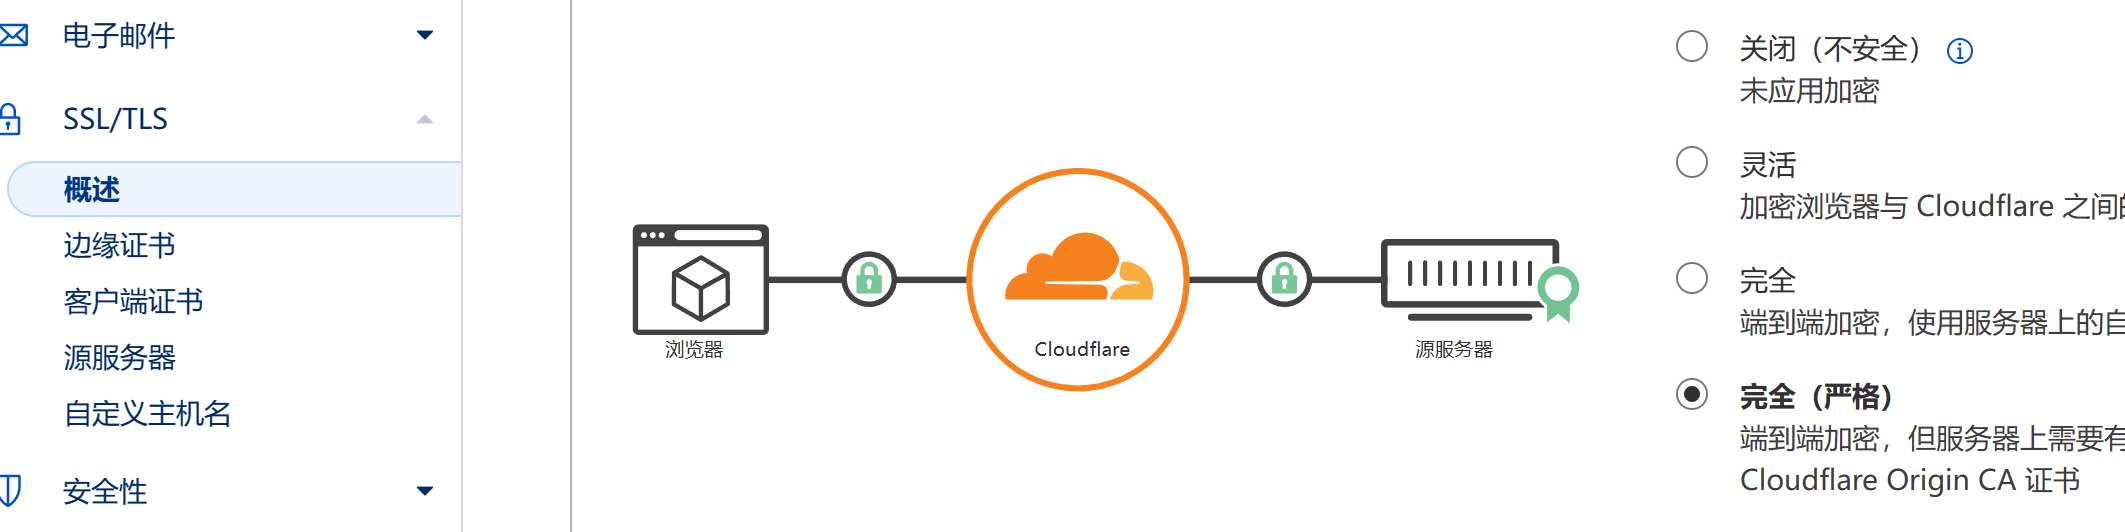 电子邮件
SSL/TLS
概述
边缘证书
客户端证书
源服务器
自定义主机名
安全性
浏览器
Cloudflare
源服务器
关闭（不安全）
未应用加密
灵活
加密浏览器与 Cloudflare 之间
完全
端到端加密，使用服务器上的自
完全（严格）
端到端加密，但服务器上需要有
Cloudflare Origin CA 证书